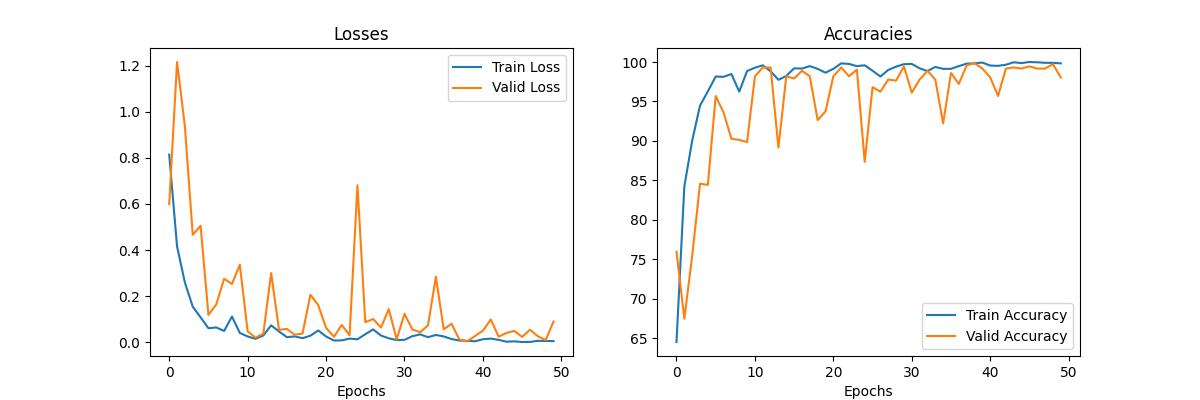 Losses
1.2
1.0
0.8
0.6
0.4
0.2
0.0
0 10 20 30 40 50
Epochs
Train Loss
Valid Loss
Accuracies
100
95
90
85
80
75
70
65
0 10 20 30 40 50
Epochs
Train Accuracy
Valid Accuracy